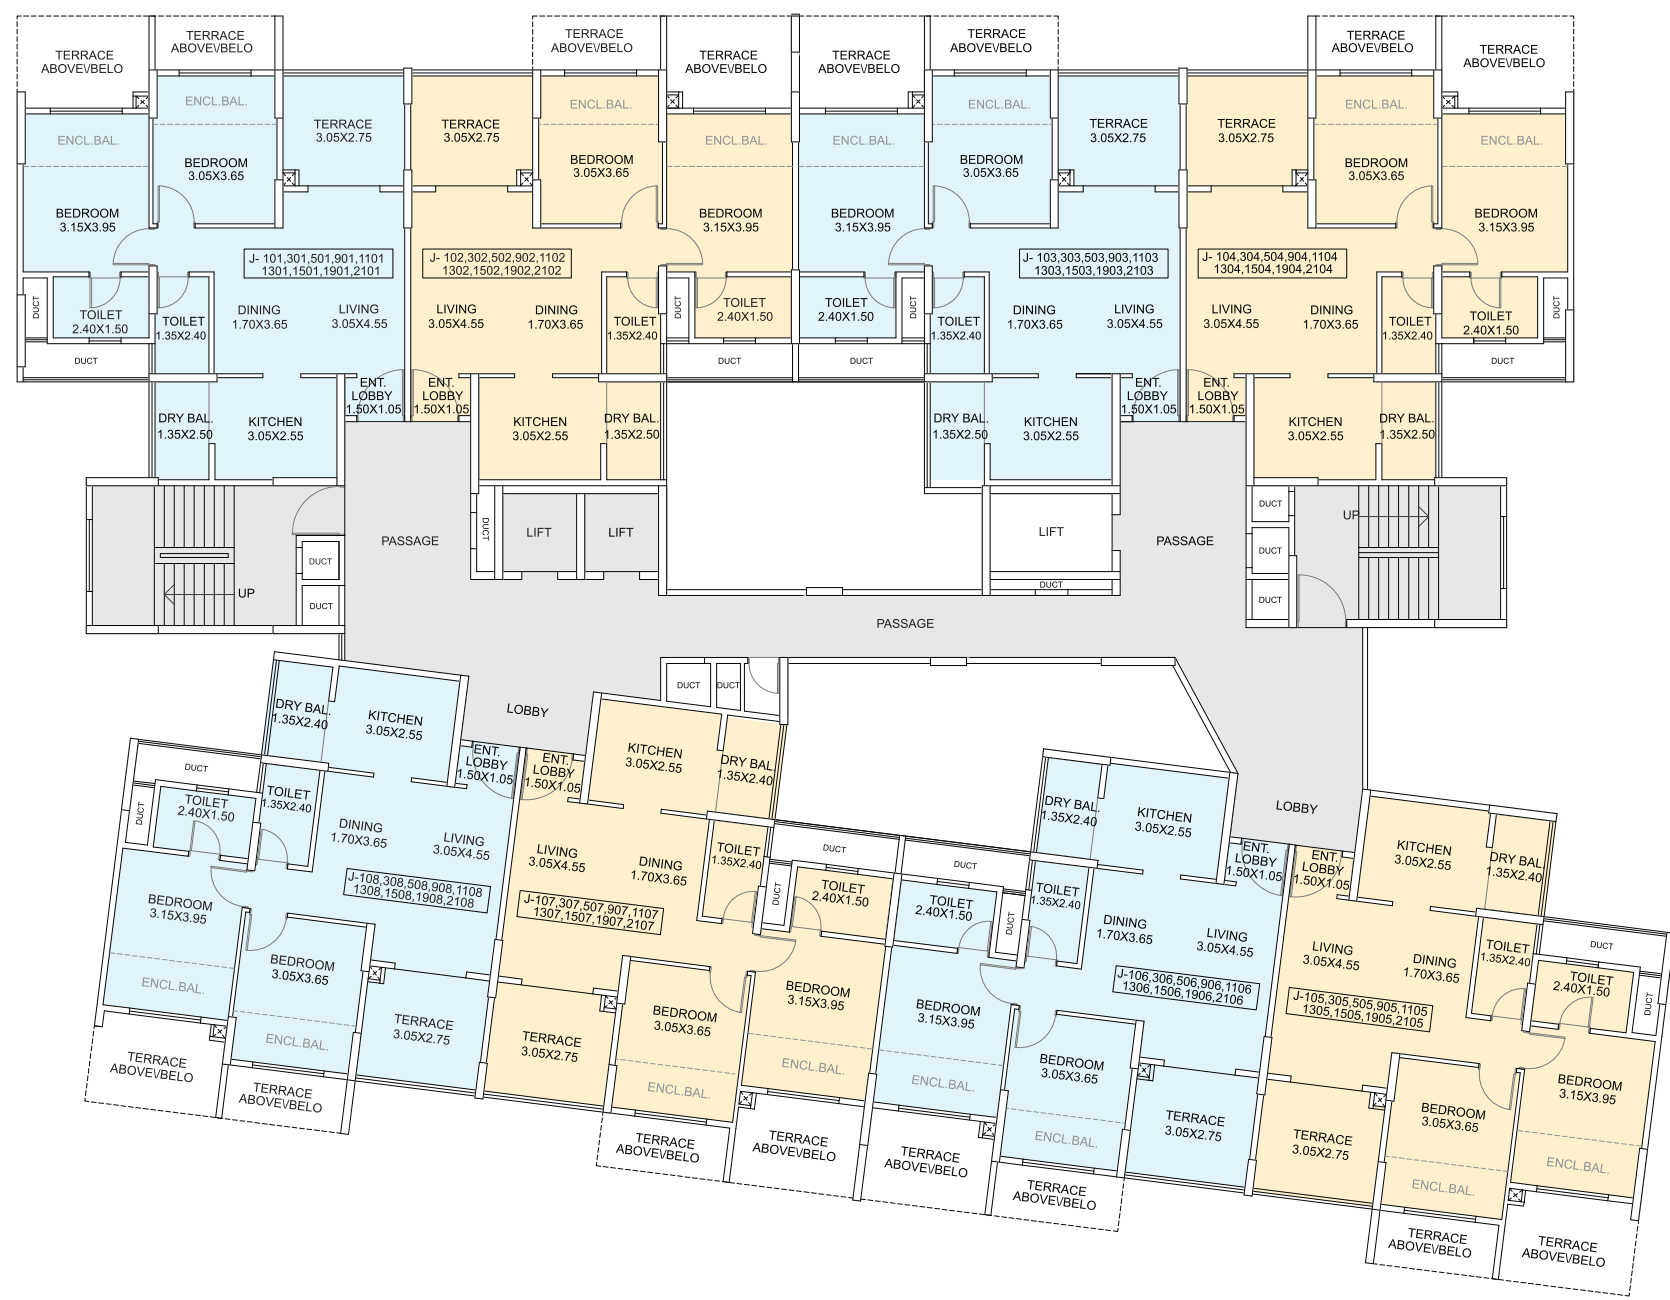 TERRACE
ABOVE\/BELO
TERRACE
ABOVE\/BELO
TERRACE
ABOVE\/BELO
TERRACE
ABOVE\/BELO
TERRACE
ABOVE\/BELO
TERRACE
ABOVE\/BELO
TERRACE
ABOVE\/BELO
TERRACE
ABOVE\/BELO
ENCL.BAL.
BEDROOM
3.15X3.95
ENCL.BAL.
BEDROOM
3.05X3.65
TERRACE
3.05X2.75
TERRACE
3.05X2.75
ENCL.BAL.
BEDROOM
3.05X3.65
ENCL.BAL.
BEDROOM
3.15X3.95
ENCL.BAL.
BEDROOM
3.15X3.95
ENCL.BAL.
BEDROOM
3.05X3.65
TERRACE
3.05X2.75
TERRACE
3.05X2.75
ENCL.BAL.
BEDROOM
3.05X3.65
ENCL.BAL.
BEDROOM
3.15X3.95
J- 101,301,501,901,1101
1301,1501,1901,2101
J- 102,302,502,902,1102
1302,1502,1902,2102
J- 103,303,503,903,1103
1303,1503,1903,2103
J- 104,304,504,904,1104
1304,1504,1904,2104
DUCT
TOILET
2.40X1.50
TOILET
1.35X2.40
DINING
1.70X3.65
LIVING
3.05X4.55
LIVING
3.05X4.55
DINING
1.70X3.65
TOILET
1.35X2.40
DUCT
TOILET
2.40X1.50
TOILET
2.40X1.50
DUCT
TOILET
1.35X2.40
DINING
1.70X3.65
LIVING
3.05X4.55
LIVING
3.05X4.55
DINING
1.70X3.65
TOILET
1.35X2.40
TOILET
2.40X1.50
DUCT
DUCT
DUCT
DUCT
DUCT
DRY BAL.
1.35X2.50
KITCHEN
3.05X2.55
ENT.
LOBBY
1.50X1.05
ENT.
LOBBY
1.50X1.05
KITCHEN
3.05X2.55
DRY BAL.
1.35X2.50
DRY BAL.
1.35X2.50
KITCHEN
3.05X2.55
ENT.
LOBBY
1.50X1.05
ENT.
LOBBY
1.50X1.05
KITCHEN
3.05X2.55
DRY BAL.
1.35X2.50
UP
DUCT
DUCT
PASSAGE
DUCT
LIFT
LIFT
LIFT
DUCT
PASSAGE
DUCT
DUCT
DUCT
UP
PASSAGE
DUCT
DUCT
LOBBY
LOBBY
DRY BAL.
1.35X2.40
KITCHEN
3.05X2.55
ENT.
LOBBY
1.50X1.05
ENT.
LOBBY
1.50X1.05
KITCHEN
3.05X2.55
DRY BAL.
1.35X2.40
DUCT
DUCT
TOILET
2.40X1.50
TOILET
1.35X2.40
DINING
1.70X3.65
LIVING
3.05X4.55
LIVING
3.05X4.55
DINING
1.70X3.65
TOILET
1.35X2.40
DUCT
DUCT
TOILET
2.40X1.50
J-108,308,508,908,1108
1308,1508,1908,2108
J-107,307,507,907,1107
1307,1507,1907,2107
BEDROOM
3.15X3.95
ENCL.BAL.
BEDROOM
3.05X3.65
ENCL.BAL.
TERRACE
3.05X2.75
TERRACE
3.05X2.75
BEDROOM
3.05X3.65
ENCL.BAL.
BEDROOM
3.15X3.95
ENCL.BAL.
TERRACE
ABOVE\/BELO
TERRACE
ABOVE\/BELO
TERRACE
ABOVE\/BELO
TERRACE
ABOVE\/BELO
DRY BAL.
1.35X2.40
KITCHEN
3.05X2.55
ENT.
LOBBY
1.50X1.05
ENT.
LOBBY
1.50X1.05
KITCHEN
3.05X2.55
DRY BAL.
1.35X2.40
DUCT
TOILET
2.40X1.50
DUCT
TOILET
1.35X2.40
DINING
1.70X3.65
LIVING
3.05X4.55
LIVING
3.05X4.55
DINING
1.70X3.65
TOILET
1.35X2.40
DUCT
TOILET
2.40X1.50
DUCT
J-106,306,506,906,1106
1306,1506,1906,2106
J-105,305,505,905,1105
1305,1505,1905,2105
BEDROOM
3.15X3.95
ENCL.BAL.
BEDROOM
3.05X3.65
ENCL.BAL.
TERRACE
3.05X2.75
TERRACE
3.05X2.75
BEDROOM
3.05X3.65
ENCL.BAL.
BEDROOM
3.15X3.95
ENCL.BAL.
TERRACE
ABOVE\/BELO
TERRACE
ABOVE\/BELO
TERRACE
ABOVE\/BELO
TERRACE
ABOVE\/BELO